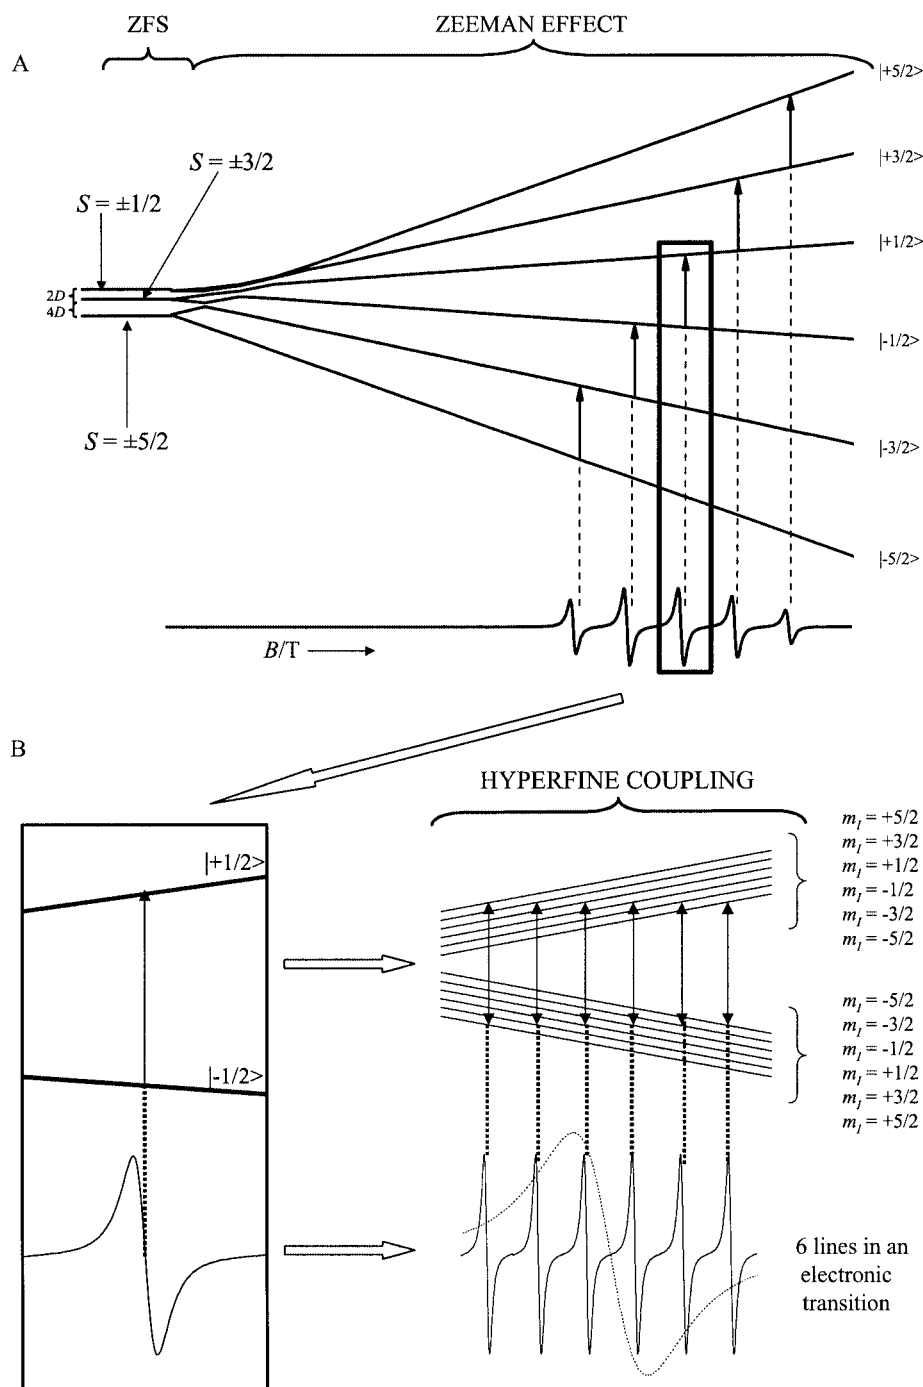 ZFS
ZEEMAN EFFECT
A
|+5/2>
S = ±3/2
|+3/2>
S = ±1/2
|+1/2>
2D
4D
|-1/2>
S = ±5/2
|-3/2>
|-5/2>
B/T
B
HYPERFINE COUPLING
m_I = +5/2
m_I = +3/2
m_I = +1/2
m_I = -1/2
m_I = -3/2
m_I = -5/2
|+1/2>
m_I = -5/2
m_I = -3/2
m_I = -1/2
m_I = +1/2
m_I = +3/2
m_I = +5/2
|-1/2>
6 lines in an
electronic
transition